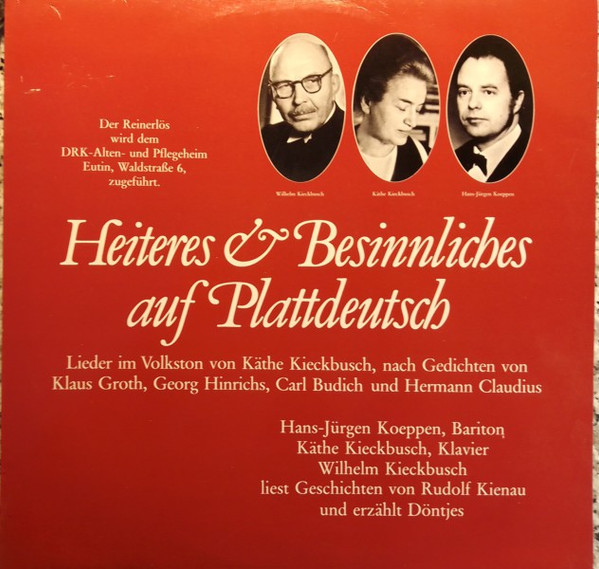 Der Reinerlös
wird dem
DRK-Alten- und Pflegeheim
Eutin, Waldstraße 6,
zugeführt.
Wilhelm Kieckbusch
Käthe Kieckbusch
Hans-Jürgen Koeppen
Heiteres & Besinnliches
auf Plattdeutsch
Lieder im Volkston von Käthe Kieckbusch, nach Gedichten von
Klaus Groth, Georg Hinrichs, Carl Budich und Hermann Claudius
Hans-Jürgen Koeppen, Bariton
Käthe Kieckbusch, Klavier
Wilhelm Kieckbusch
liest Geschichten von Rudolf Kienau
und erzählt Döntjes